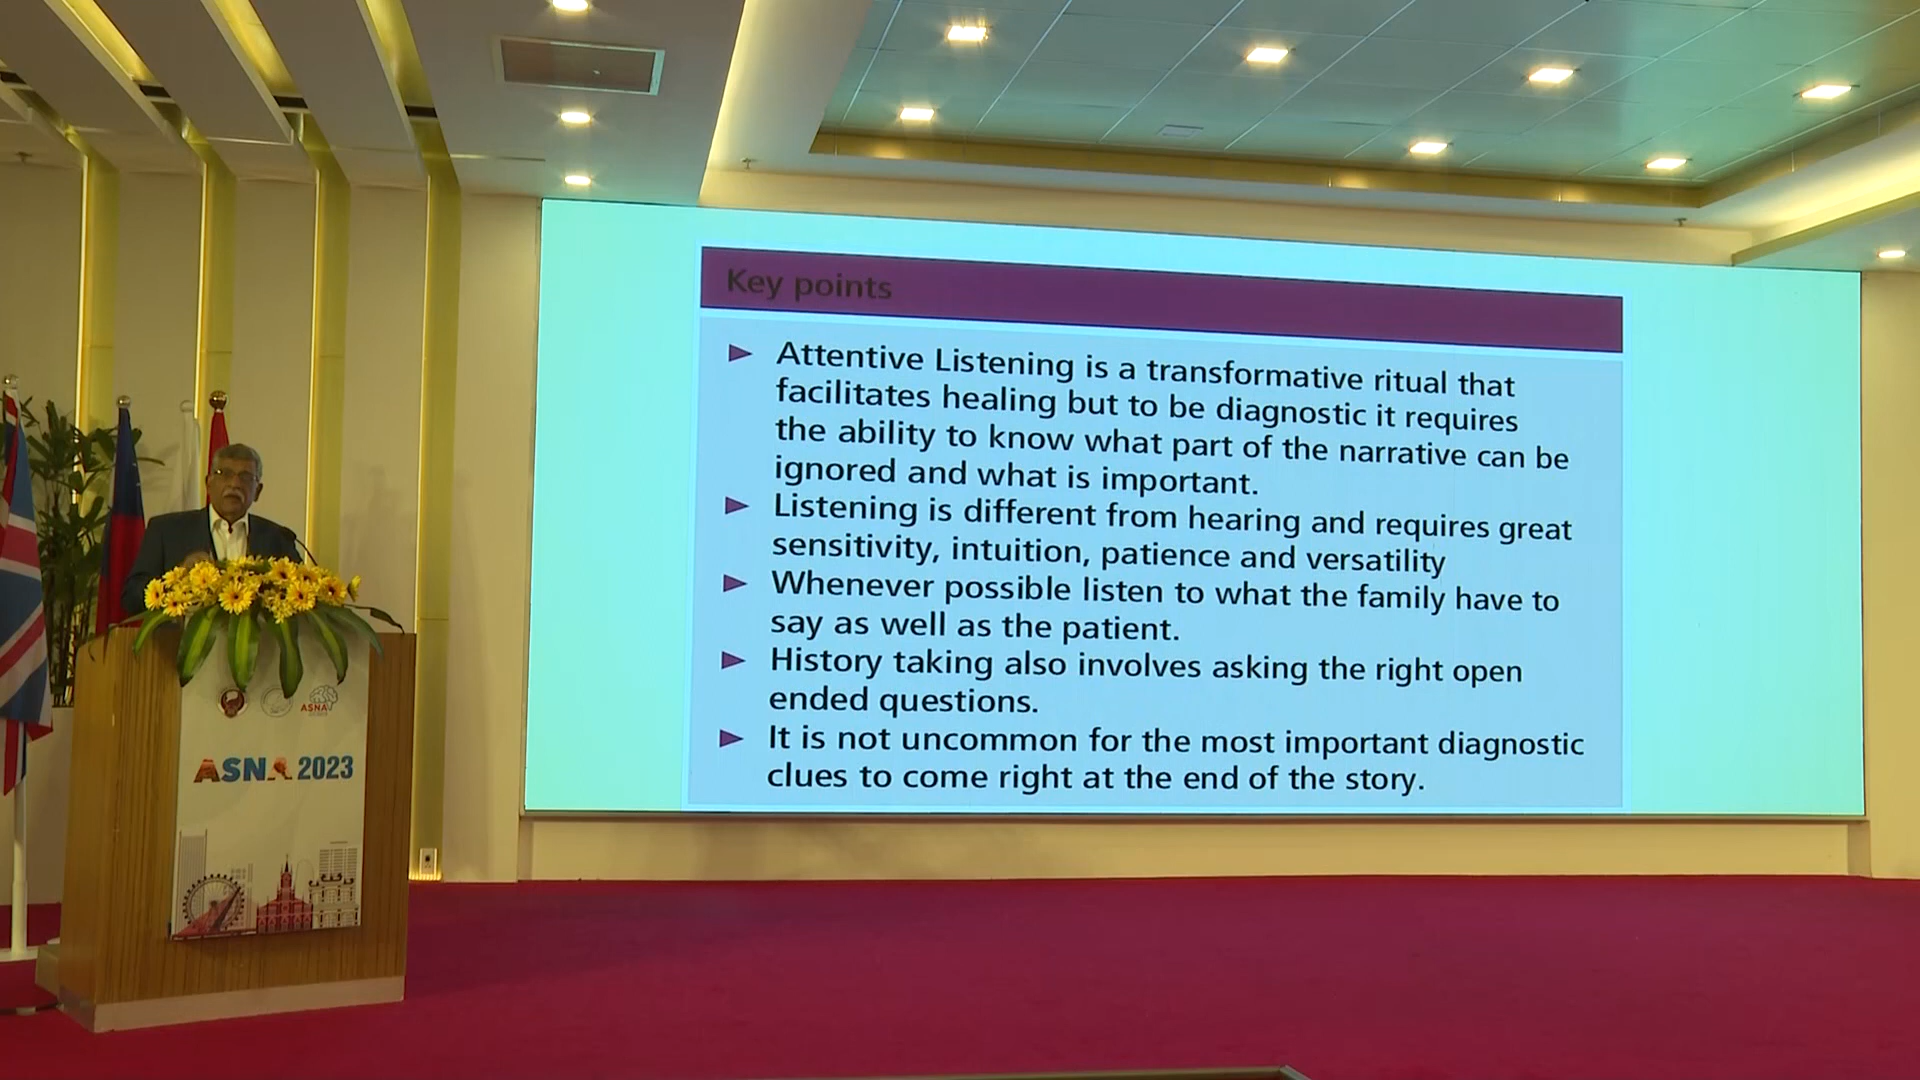 Key points
Attentive Listening is a transformative ritual that
facilitates healing but to be diagnostic it requires
the ability to know what part of the narrative can be
ignored and what is important.
Listening is different from hearing and requires great
sensitivity, intuition, patience and versatility
Whenever possible listen to what the family have to
say as well as the patient.
History taking also involves asking the right open
ended questions.
It is not uncommon for the most important diagnostic
clues to come right at the end of the story.
ASNA
ASNA 2023